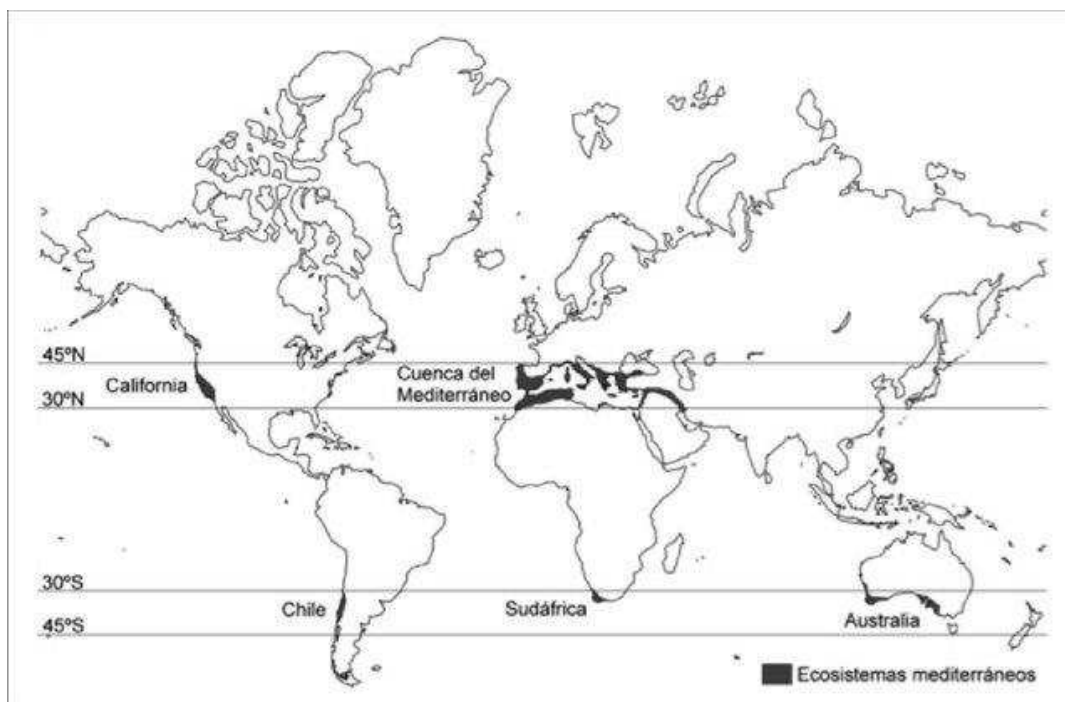 45ºN
California
Cuenca del
Mediterráneo
30ºN
30ºS
Chile
Sudáfrica
Australia
45ºS
Ecosistemas mediterráneos